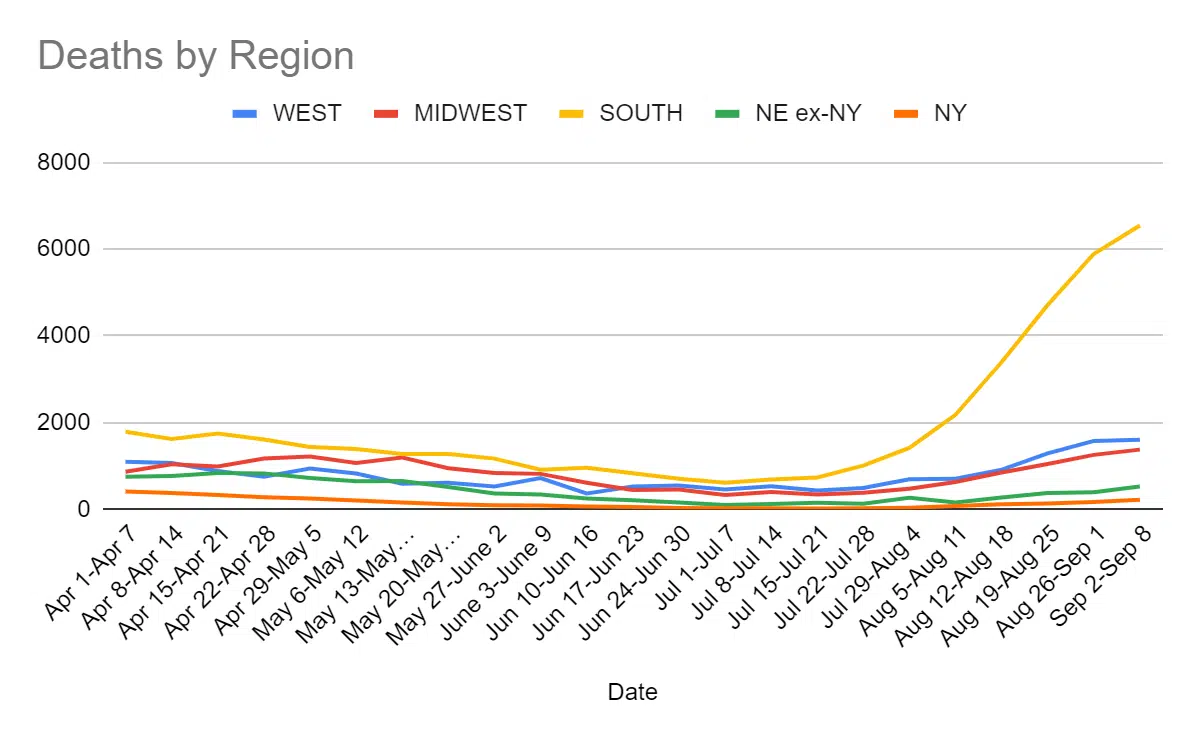 Deaths by Region
WEST MIDWEST SOUTH NE ex-NY NY
8000
6000
4000
2000
0
Apr 1-Apr 7
Apr 8-Apr 14
Apr 15-Apr 21
Apr 22-Apr 28
Apr 29-May 5
May 6-May 12
May 13-May…
May 20-May…
May 27-June 2
June 3-June 9
Jun 10-Jun 16
Jun 17-Jun 23
Jun 24-Jun 30
Jul 1-Jul 7
Jul 8-Jul 14
Jul 15-Jul 21
Jul 22-Jul 28
Jul 29-Aug 4
Aug 5-Aug 11
Aug 12-Aug 18
Aug 19-Aug 25
Aug 26-Sep 1
Sep 2-Sep 8
Date